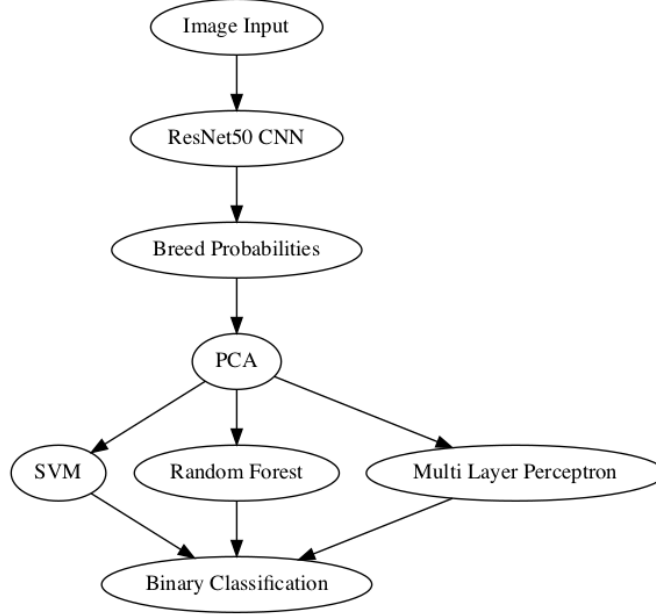 Image Input
ResNet50 CNN
Breed Probabilities
PCA
SVM
Random Forest
Multi Layer Perceptron
Binary Classification